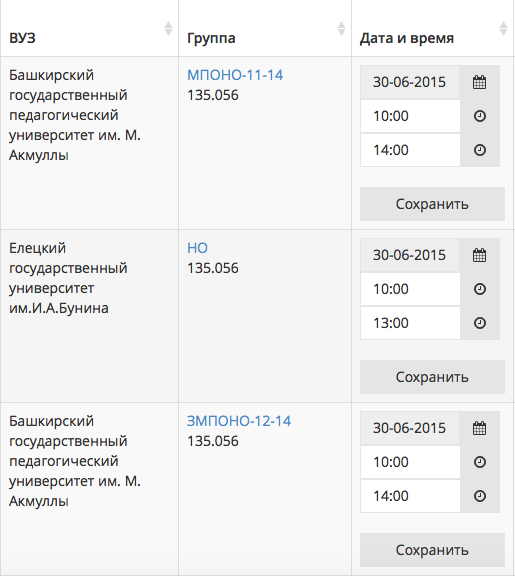 ВУЗ
Группа
Дата и время
Башкирский
государственный
педагогический
университет им. М.
Акмуллы
МПОНО-11-14
135.056
30-06-2015
10:00
14:00
Сохранить
Елецкий
государственный
университет
им.И.А.Бунина
НО
135.056
30-06-2015
10:00
13:00
Сохранить
Башкирский
государственный
педагогический
университет им. М.
Акмуллы
ЗМПОНО-12-14
135.056
30-06-2015
10:00
14:00
Сохранить